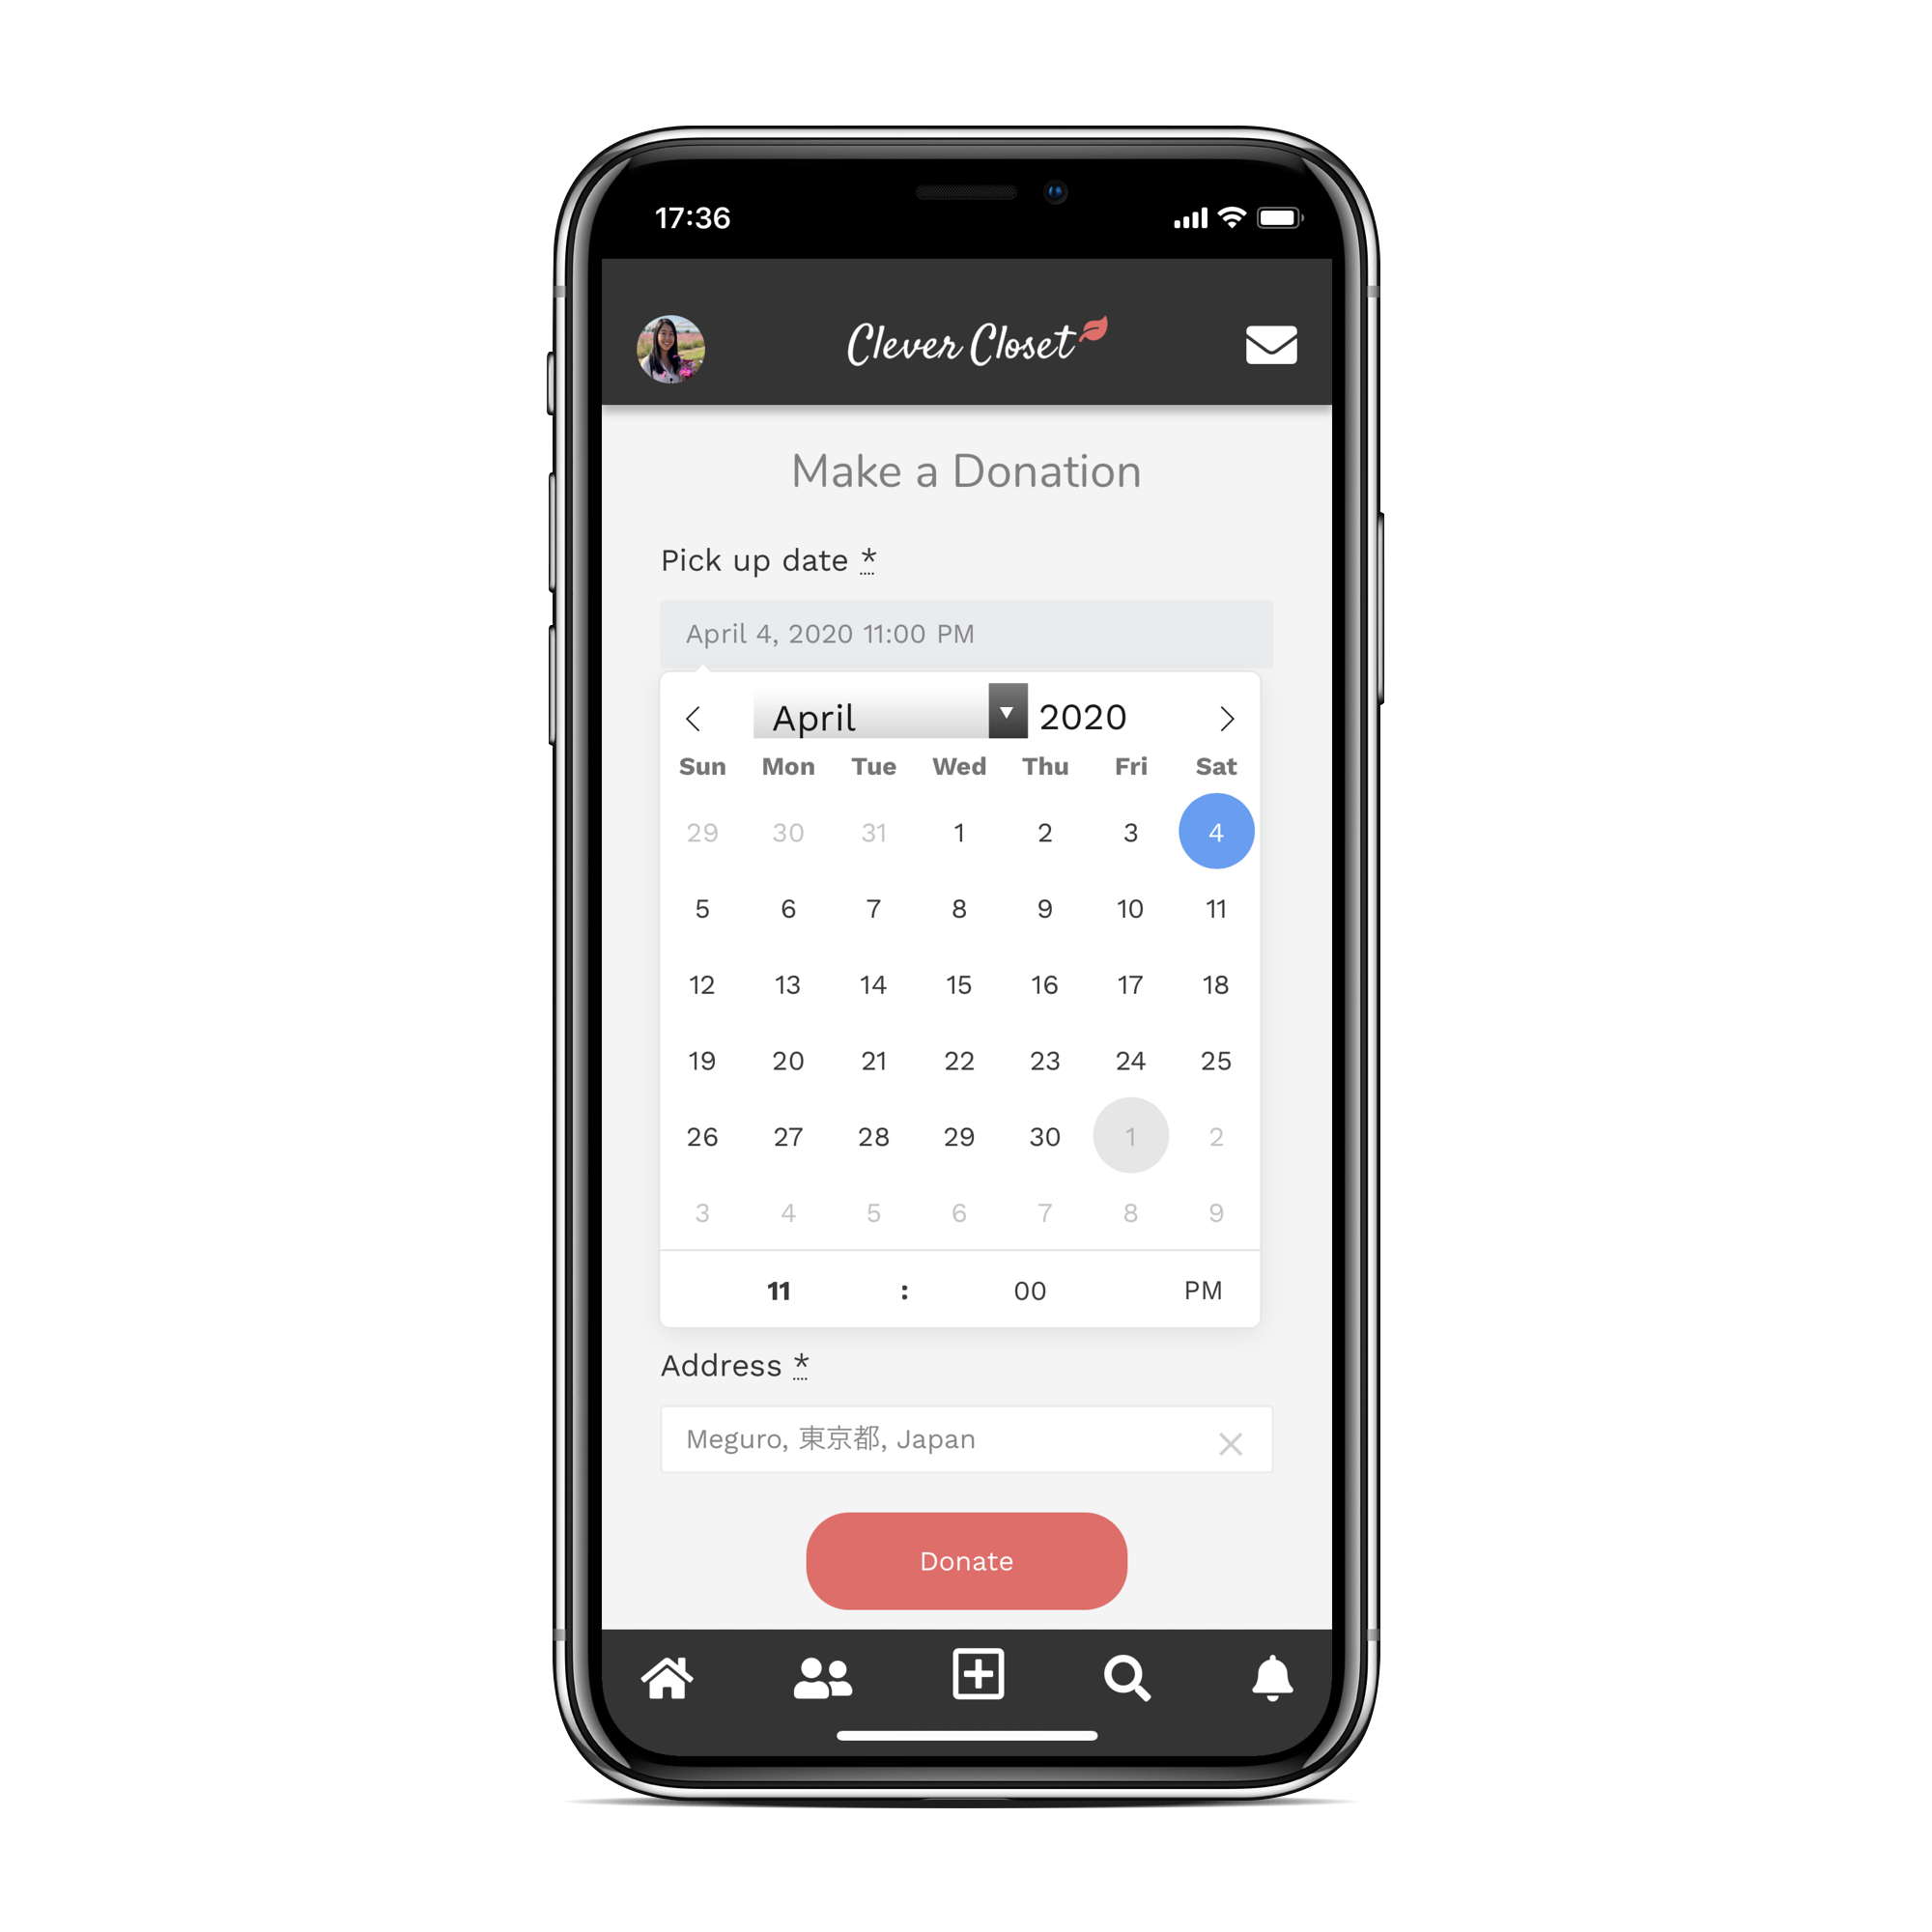 17:36
Clever Closet
Make a Donation
Pick up date *
April 4, 2020 11:00 PM
April 2020
Sun Mon Tue Wed Thu Fri Sat
29 30 31 1 2 3 4
5 6 7 8 9 10 11
12 13 14 15 16 17 18
19 20 21 22 23 24 25
26 27 28 29 30 1 2
3 4 5 6 7 8 9
11 : 00 PM
Address *
Meguro, 東京都, Japan
Donate